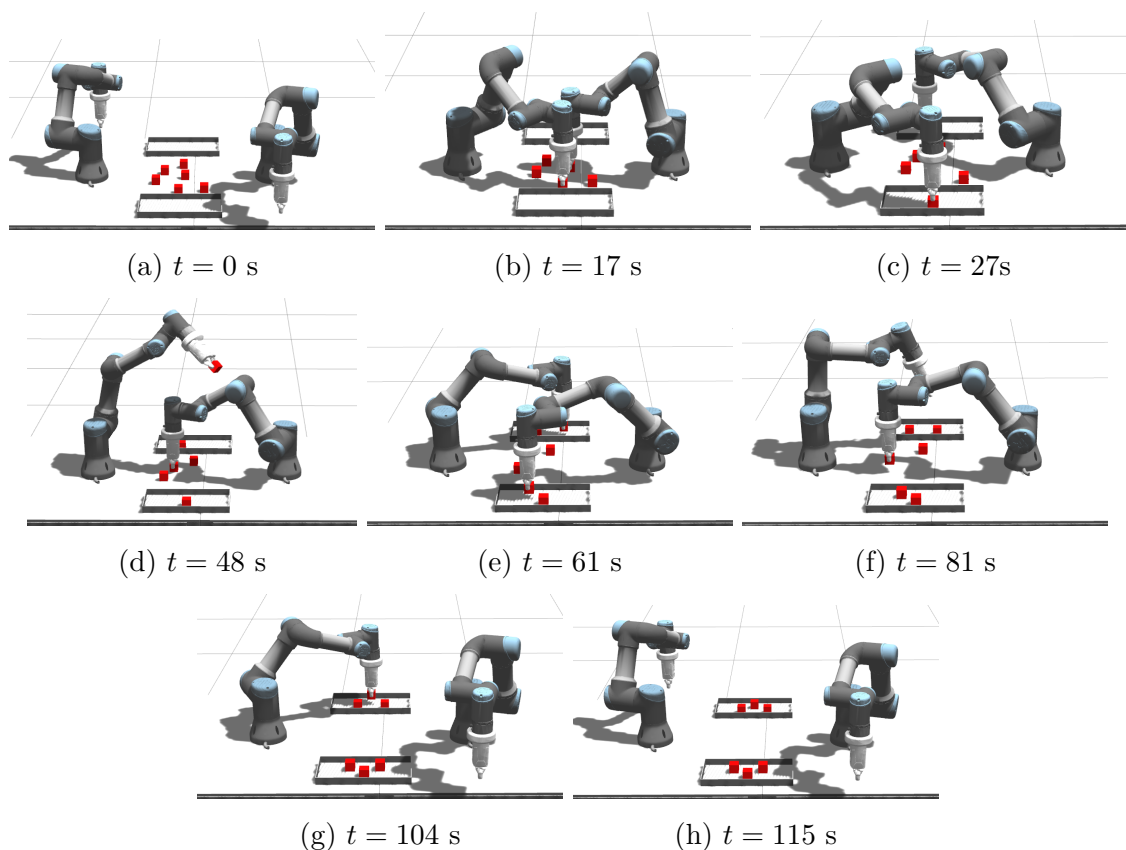 (a) t = 0 s
(b) t = 17 s
(c) t = 27s
(d) t = 48 s
(e) t = 61 s
(f) t = 81 s
(g) t = 104 s
(h) t = 115 s